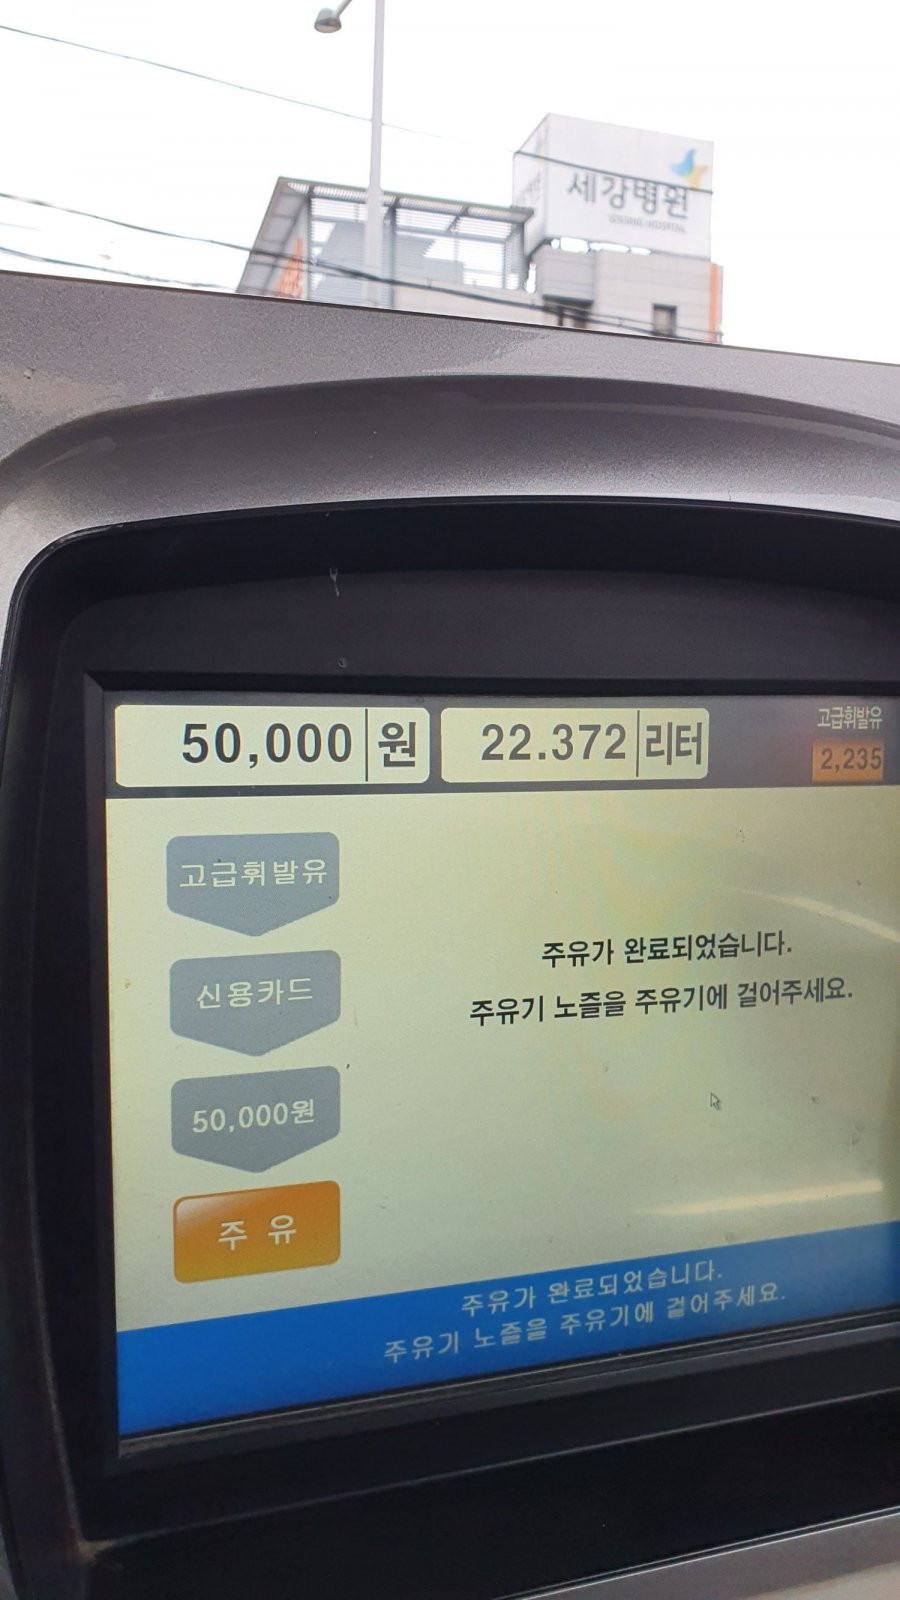 세강병원
50,000 원 22.372 리터
고급휘발유
2,235
고급휘발유
신용카드
50,000원
주 유
주유가 완료되었습니다.
주유기 노즐을 주유기에 걸어주세요.
주유가 완료되었습니다.
주유기 노즐을 주유기에 걸어주세요.